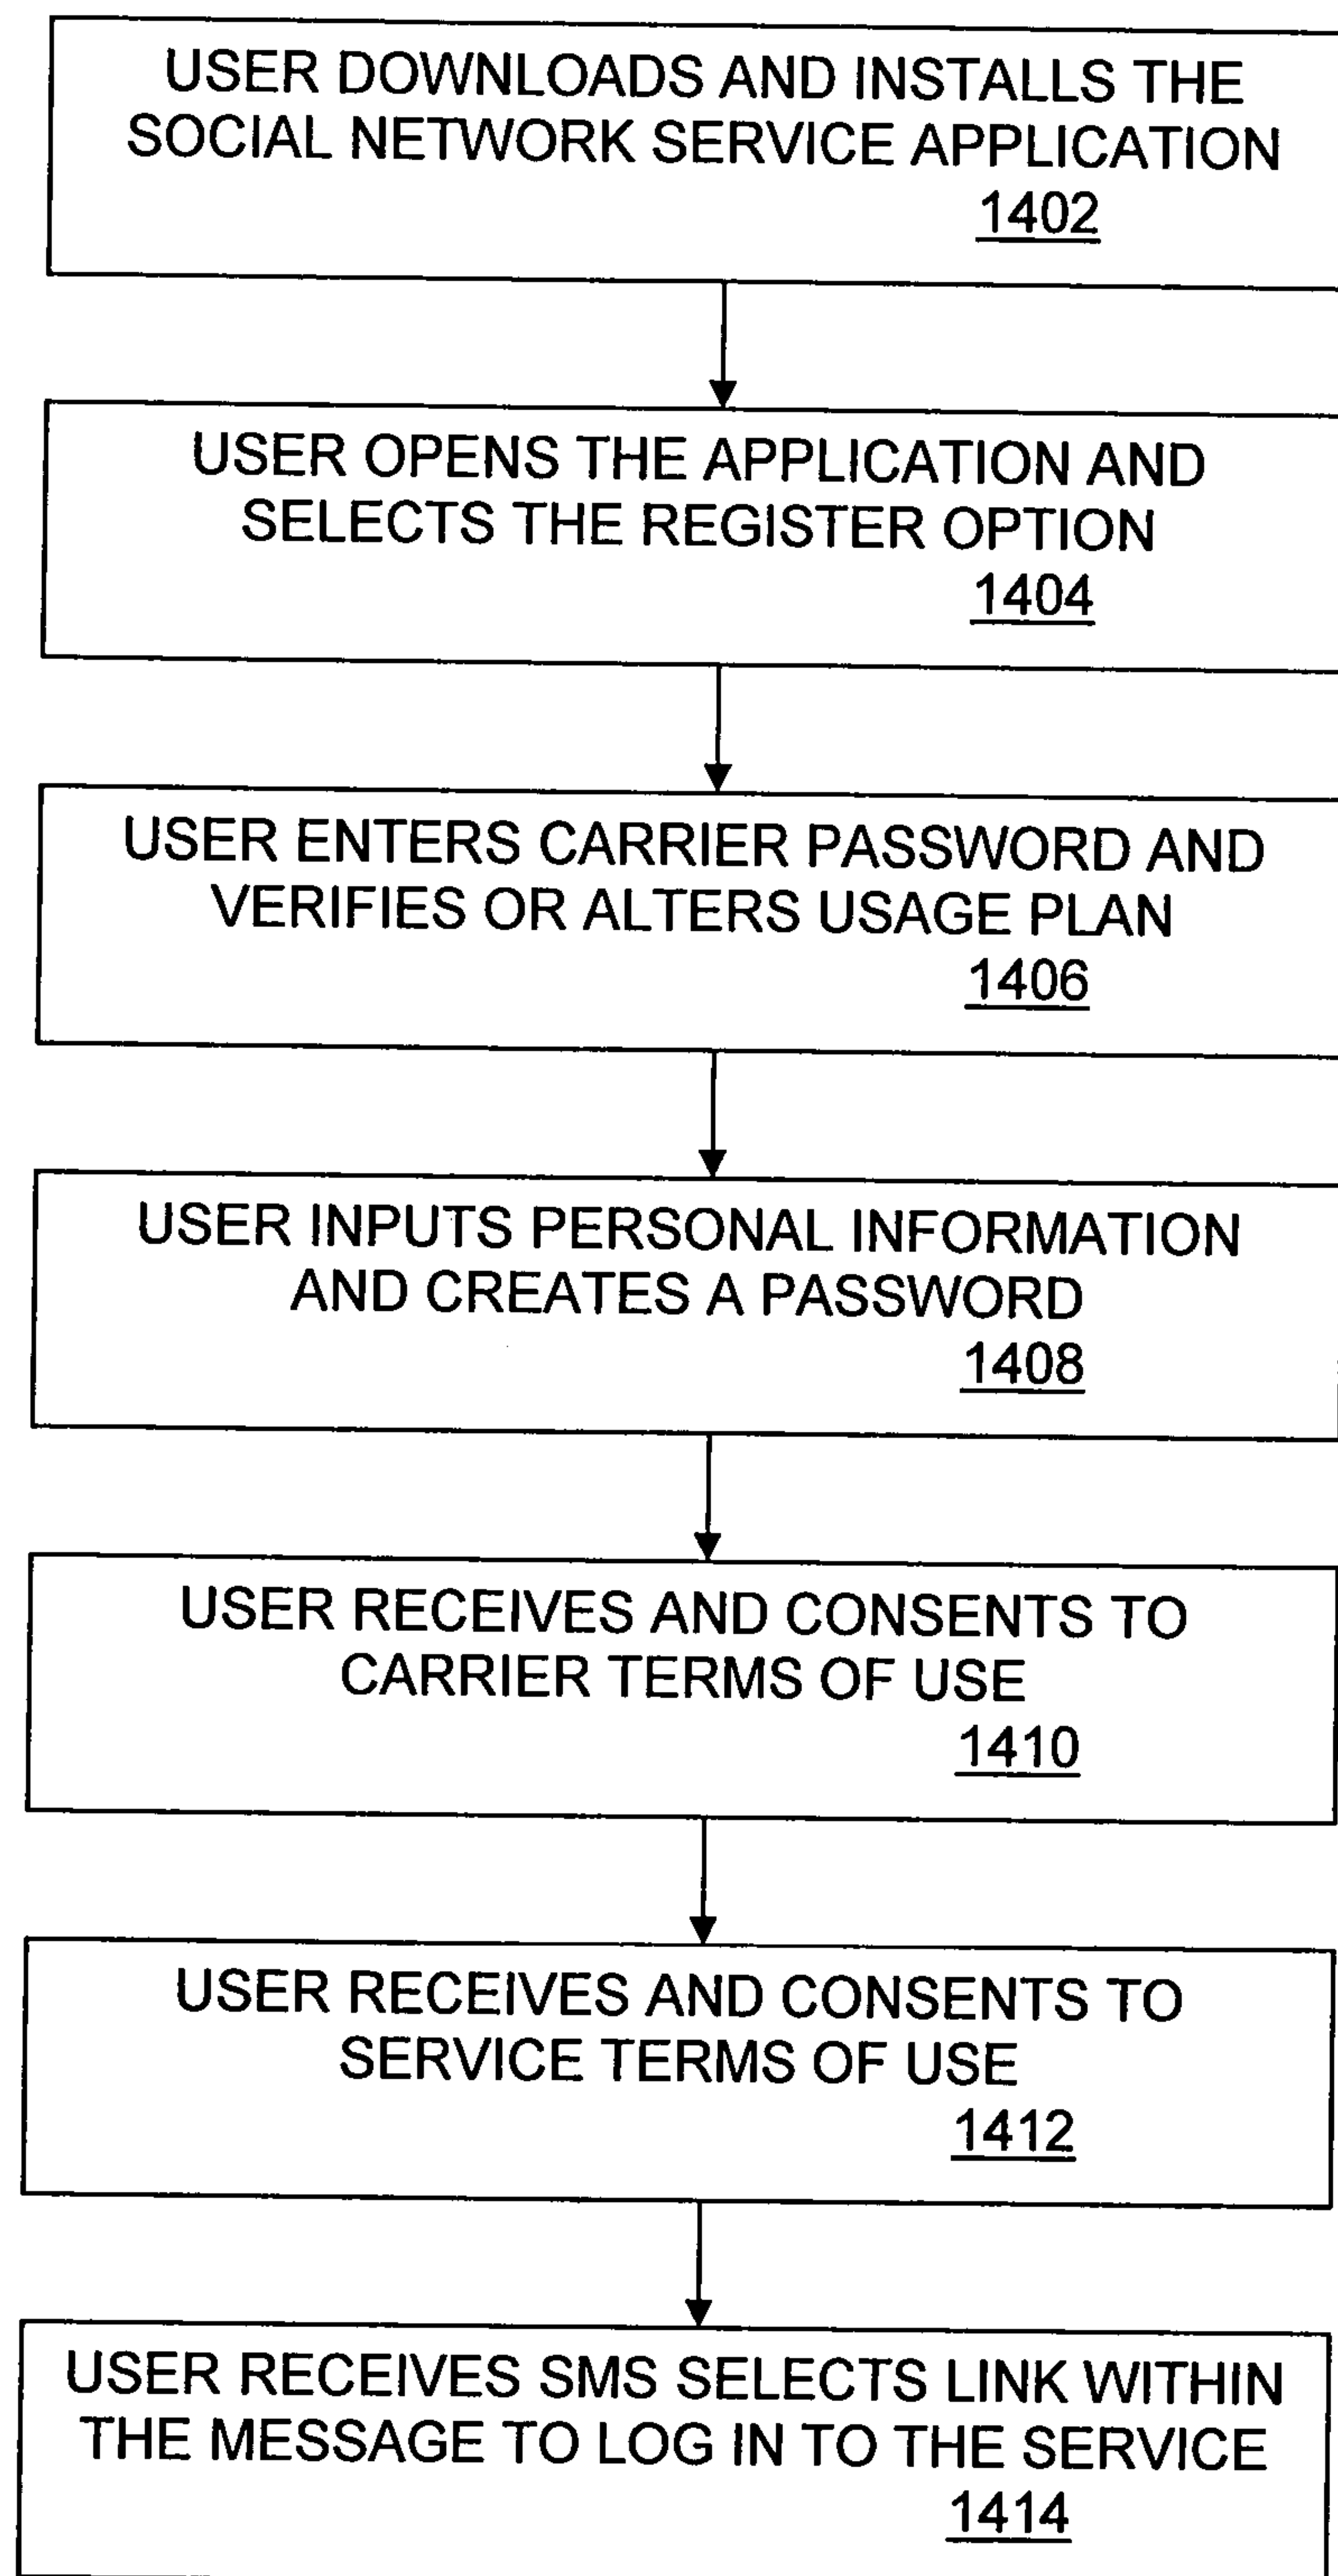 USER DOWNLOADS AND INSTALLS THE
SOCIAL NETWORK SERVICE APPLICATION
1402
USER OPENS THE APPLICATION AND
SELECTS THE REGISTER OPTION
1404
USER ENTERS CARRIER PASSWORD AND
VERIFIES OR ALTERS USAGE PLAN
1406
USER INPUTS PERSONAL INFORMATION
AND CREATES A PASSWORD
1408
USER RECEIVES AND CONSENTS TO
CARRIER TERMS OF USE
1410
USER RECEIVES AND CONSENTS TO
SERVICE TERMS OF USE
1412
USER RECEIVES SMS SELECTS LINK WITHIN
THE MESSAGE TO LOG IN TO THE SERVICE
1414